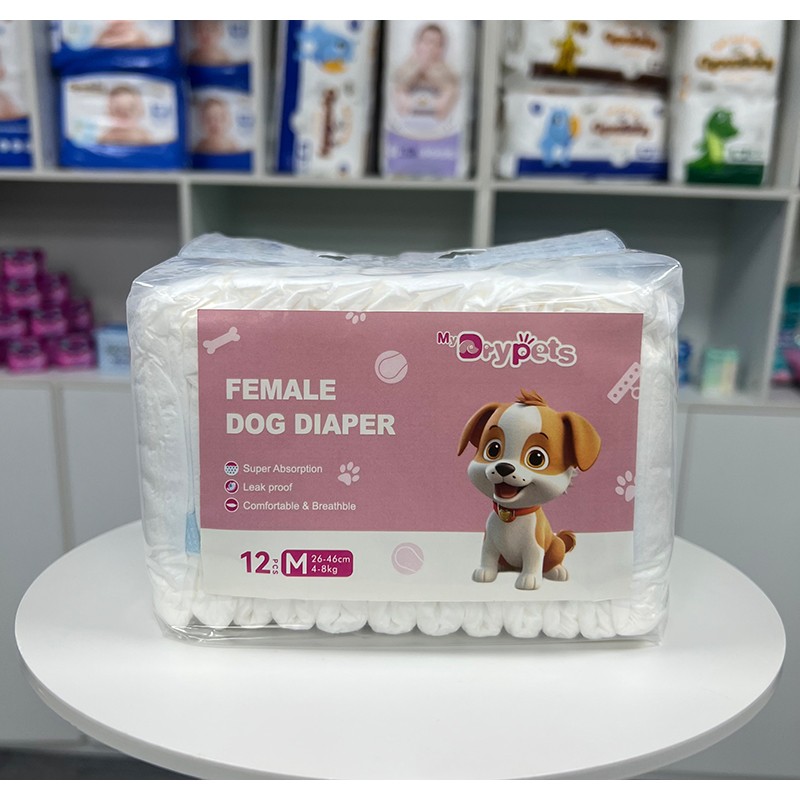 My Drypets
FEMALE
DOG DIAPER
Super Absorption
Leak proof
Comfortable & Breathble
12 PCS M 26-46cm
4-8kg